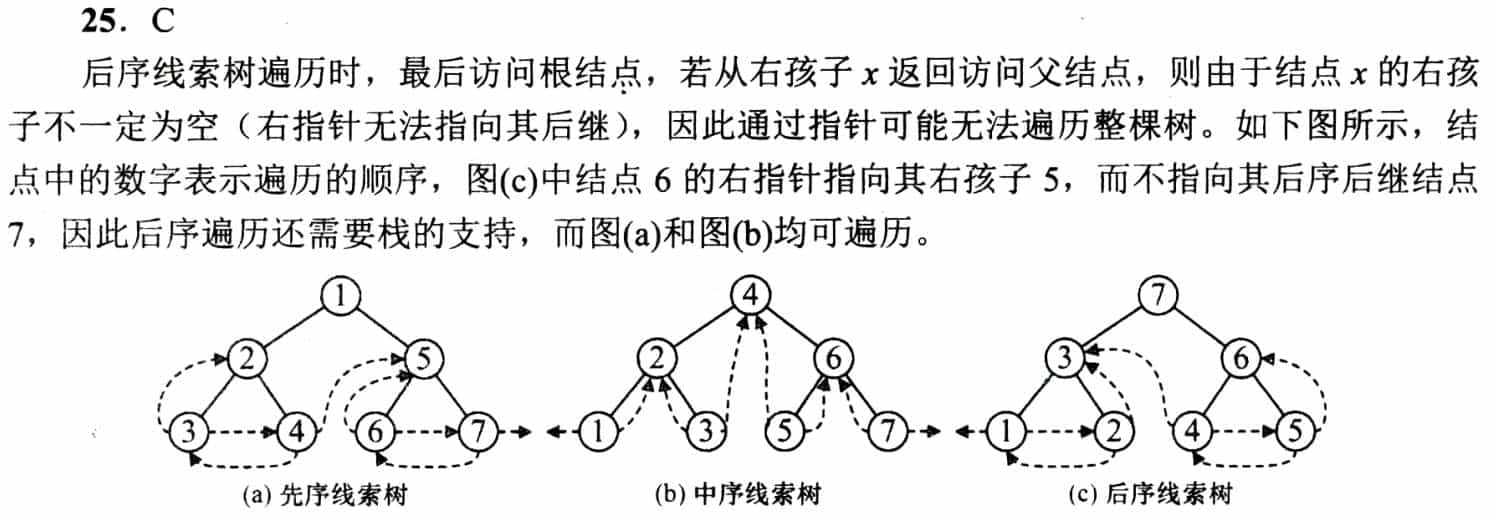 25. C
后序线索树遍历时，最后访问根结点，若从右孩子 x 返回访问父结点，则由于结点 x 的右孩
子不一定为空（右指针无法指向其后继），因此通过指针可能无法遍历整棵树。如下图所示，结
点中的数字表示遍历的顺序，图(c)中结点 6 的右指针指向其右孩子 5，而不指向其后序后继结点
7，因此后序遍历还需要栈的支持，而图(a)和图(b)均可遍历。
1 4 7
2 5 2 6 3 6
3 4 6 7 1 3 5 7 1 2 4 5
(a) 先序线索树 (b) 中序线索树 (c) 后序线索树